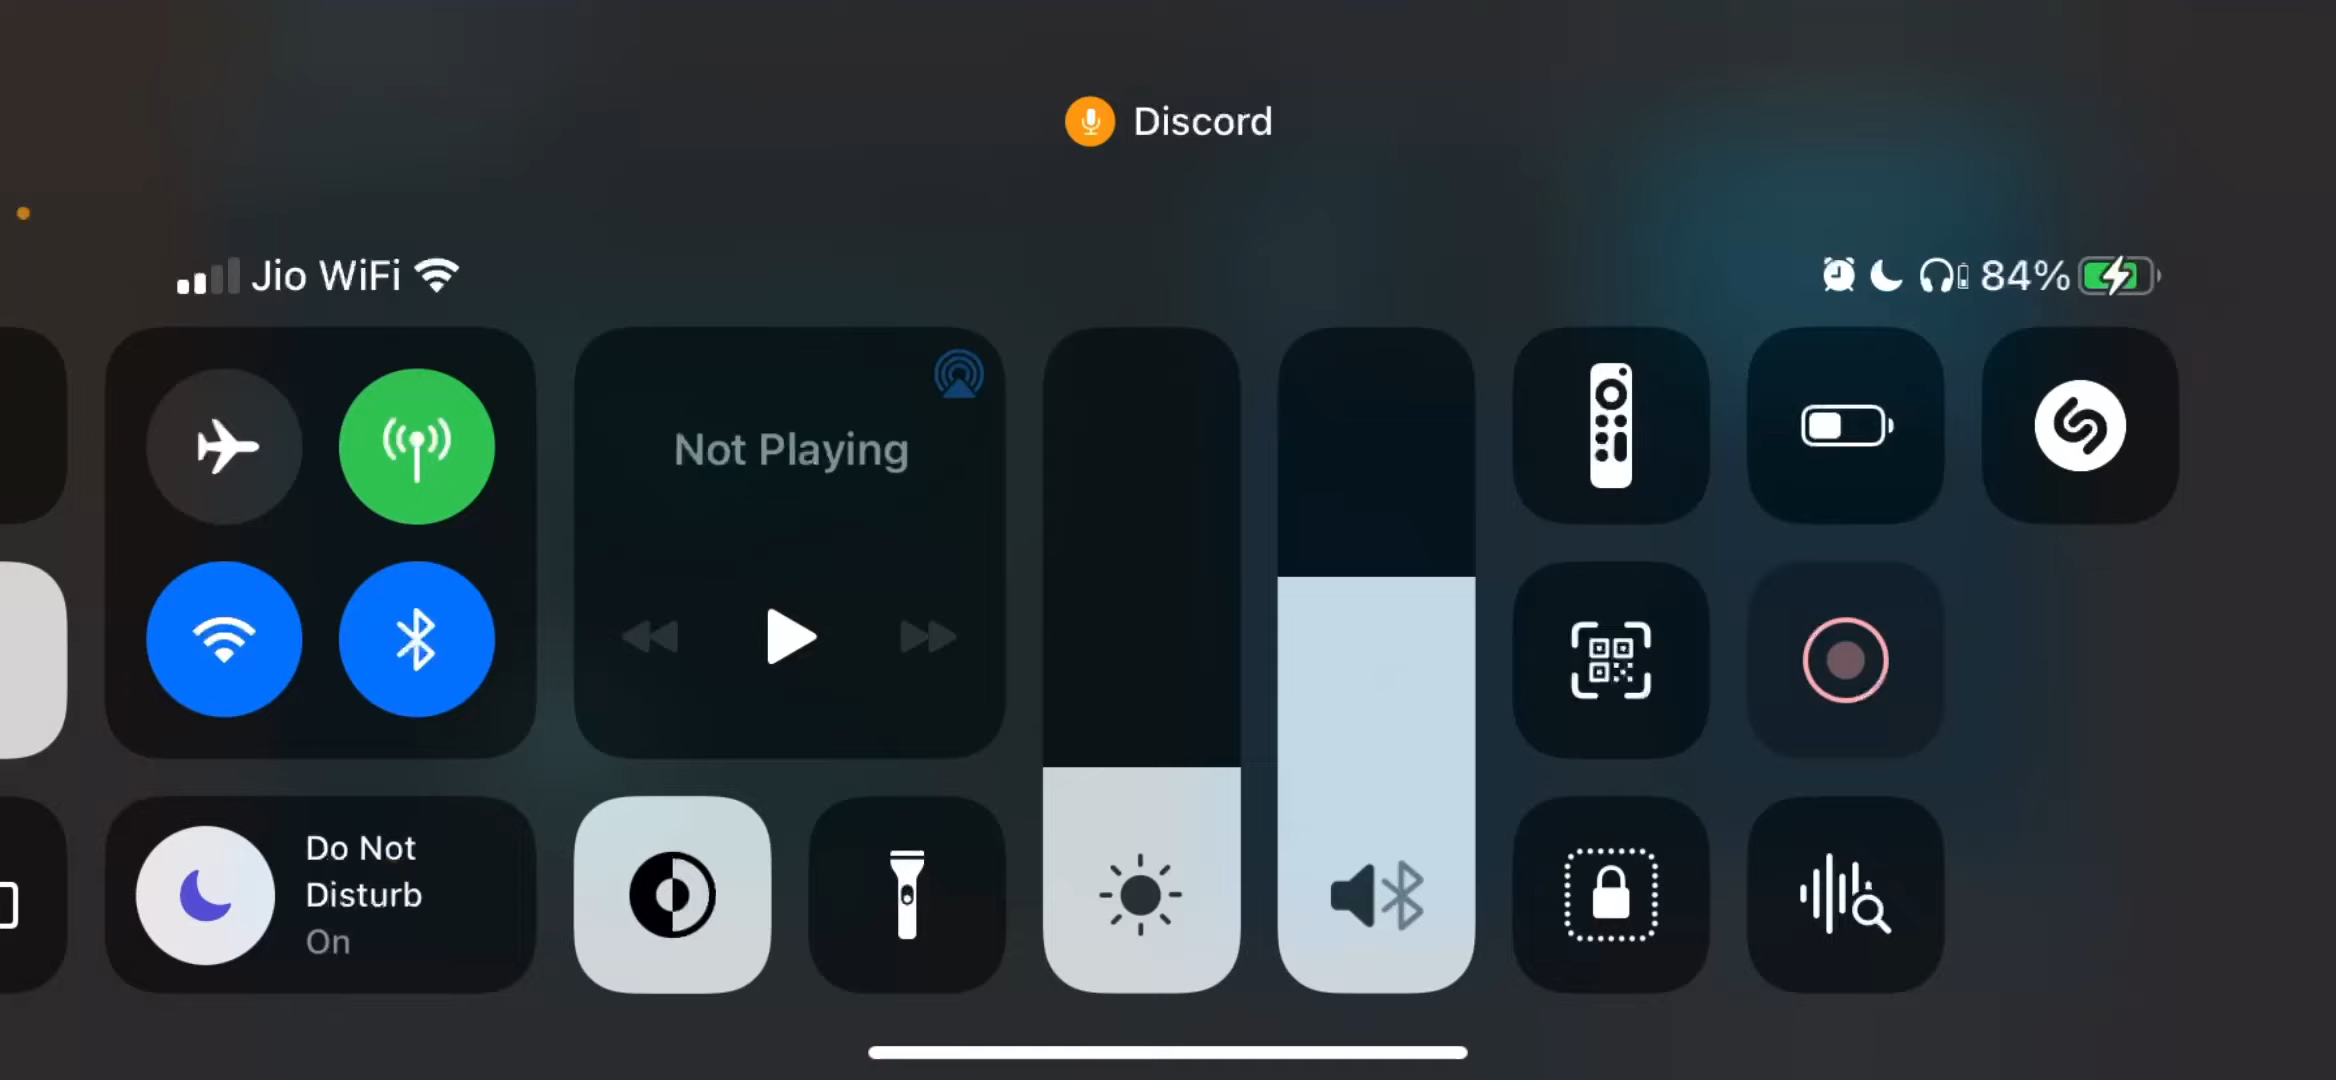 Discord
Jio WiFi
84%
Not Playing
Do Not
Disturb
On